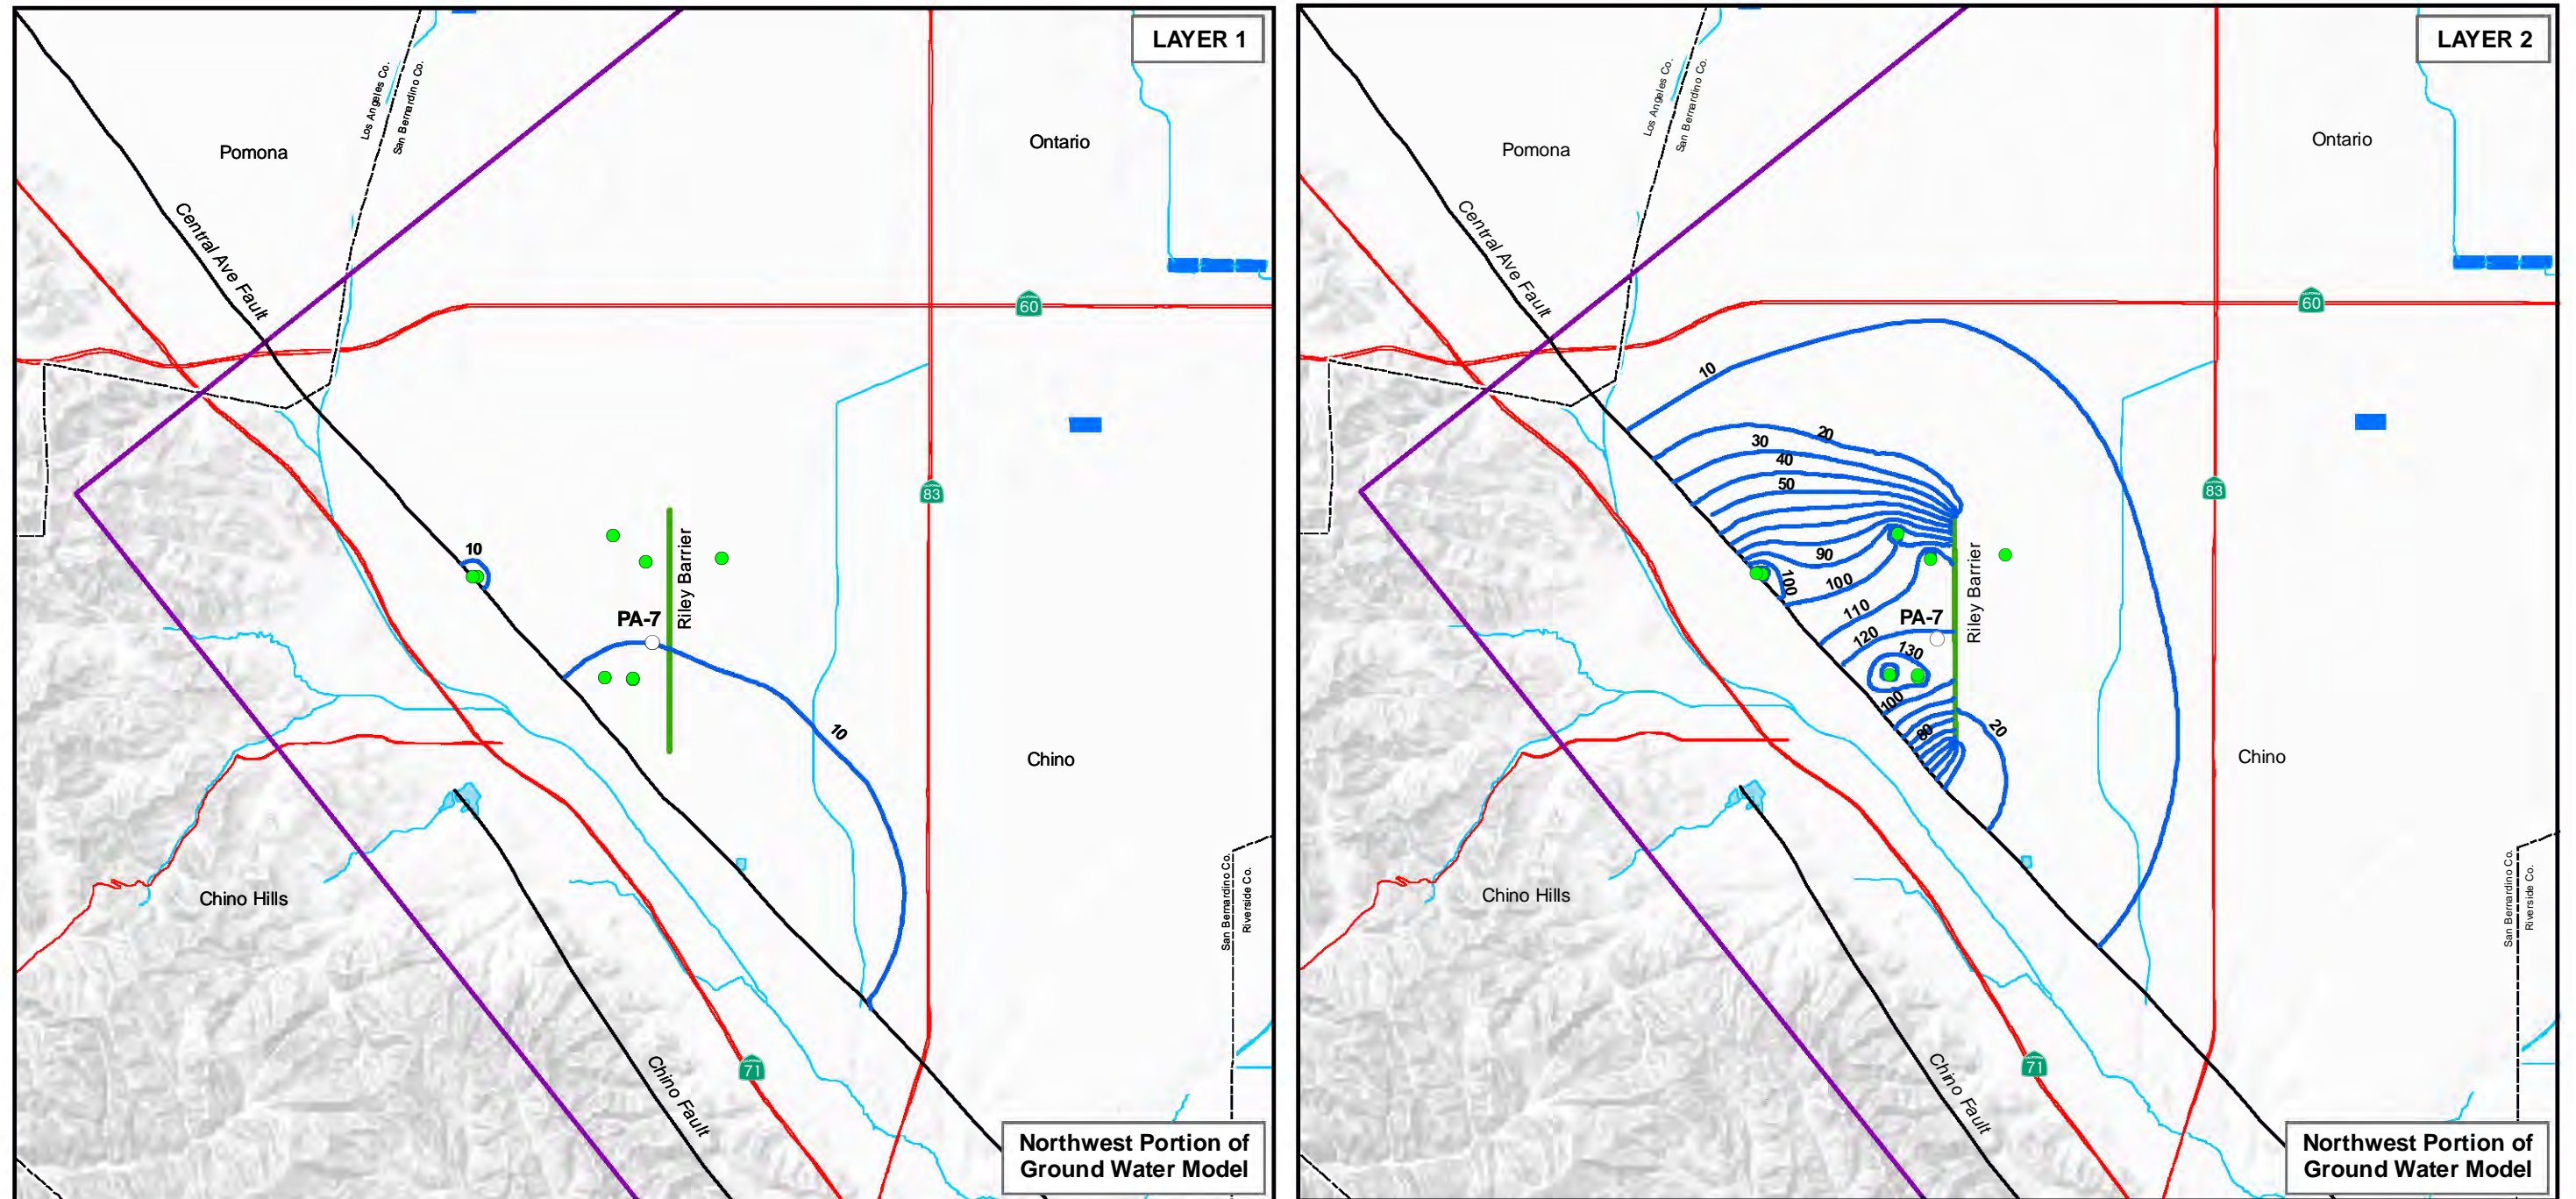 LAYER 1
Los Angeles Co.
San Bernardino Co.
Pomona
Ontario
Central Ave Fault
60
83
10
Riley Barrier
PA-7
10
Chino
Chino Hills
San Bernardino Co.
Riverside Co.
Chino Fault
CALIFORNIA
71
Northwest Portion of
Ground Water Model
LAYER 2
Los Angeles Co.
San Bernardino Co.
Pomona
Ontario
Central Ave Fault
60
10
20
30
40
50
83
90
100
100
110
Riley Barrier
PA-7
120
130
100
20
80
Chino
Chino Hills
San Bernardino Co.
Riverside Co.
Chino Fault
71
Northwest Portion of
Ground Water Model